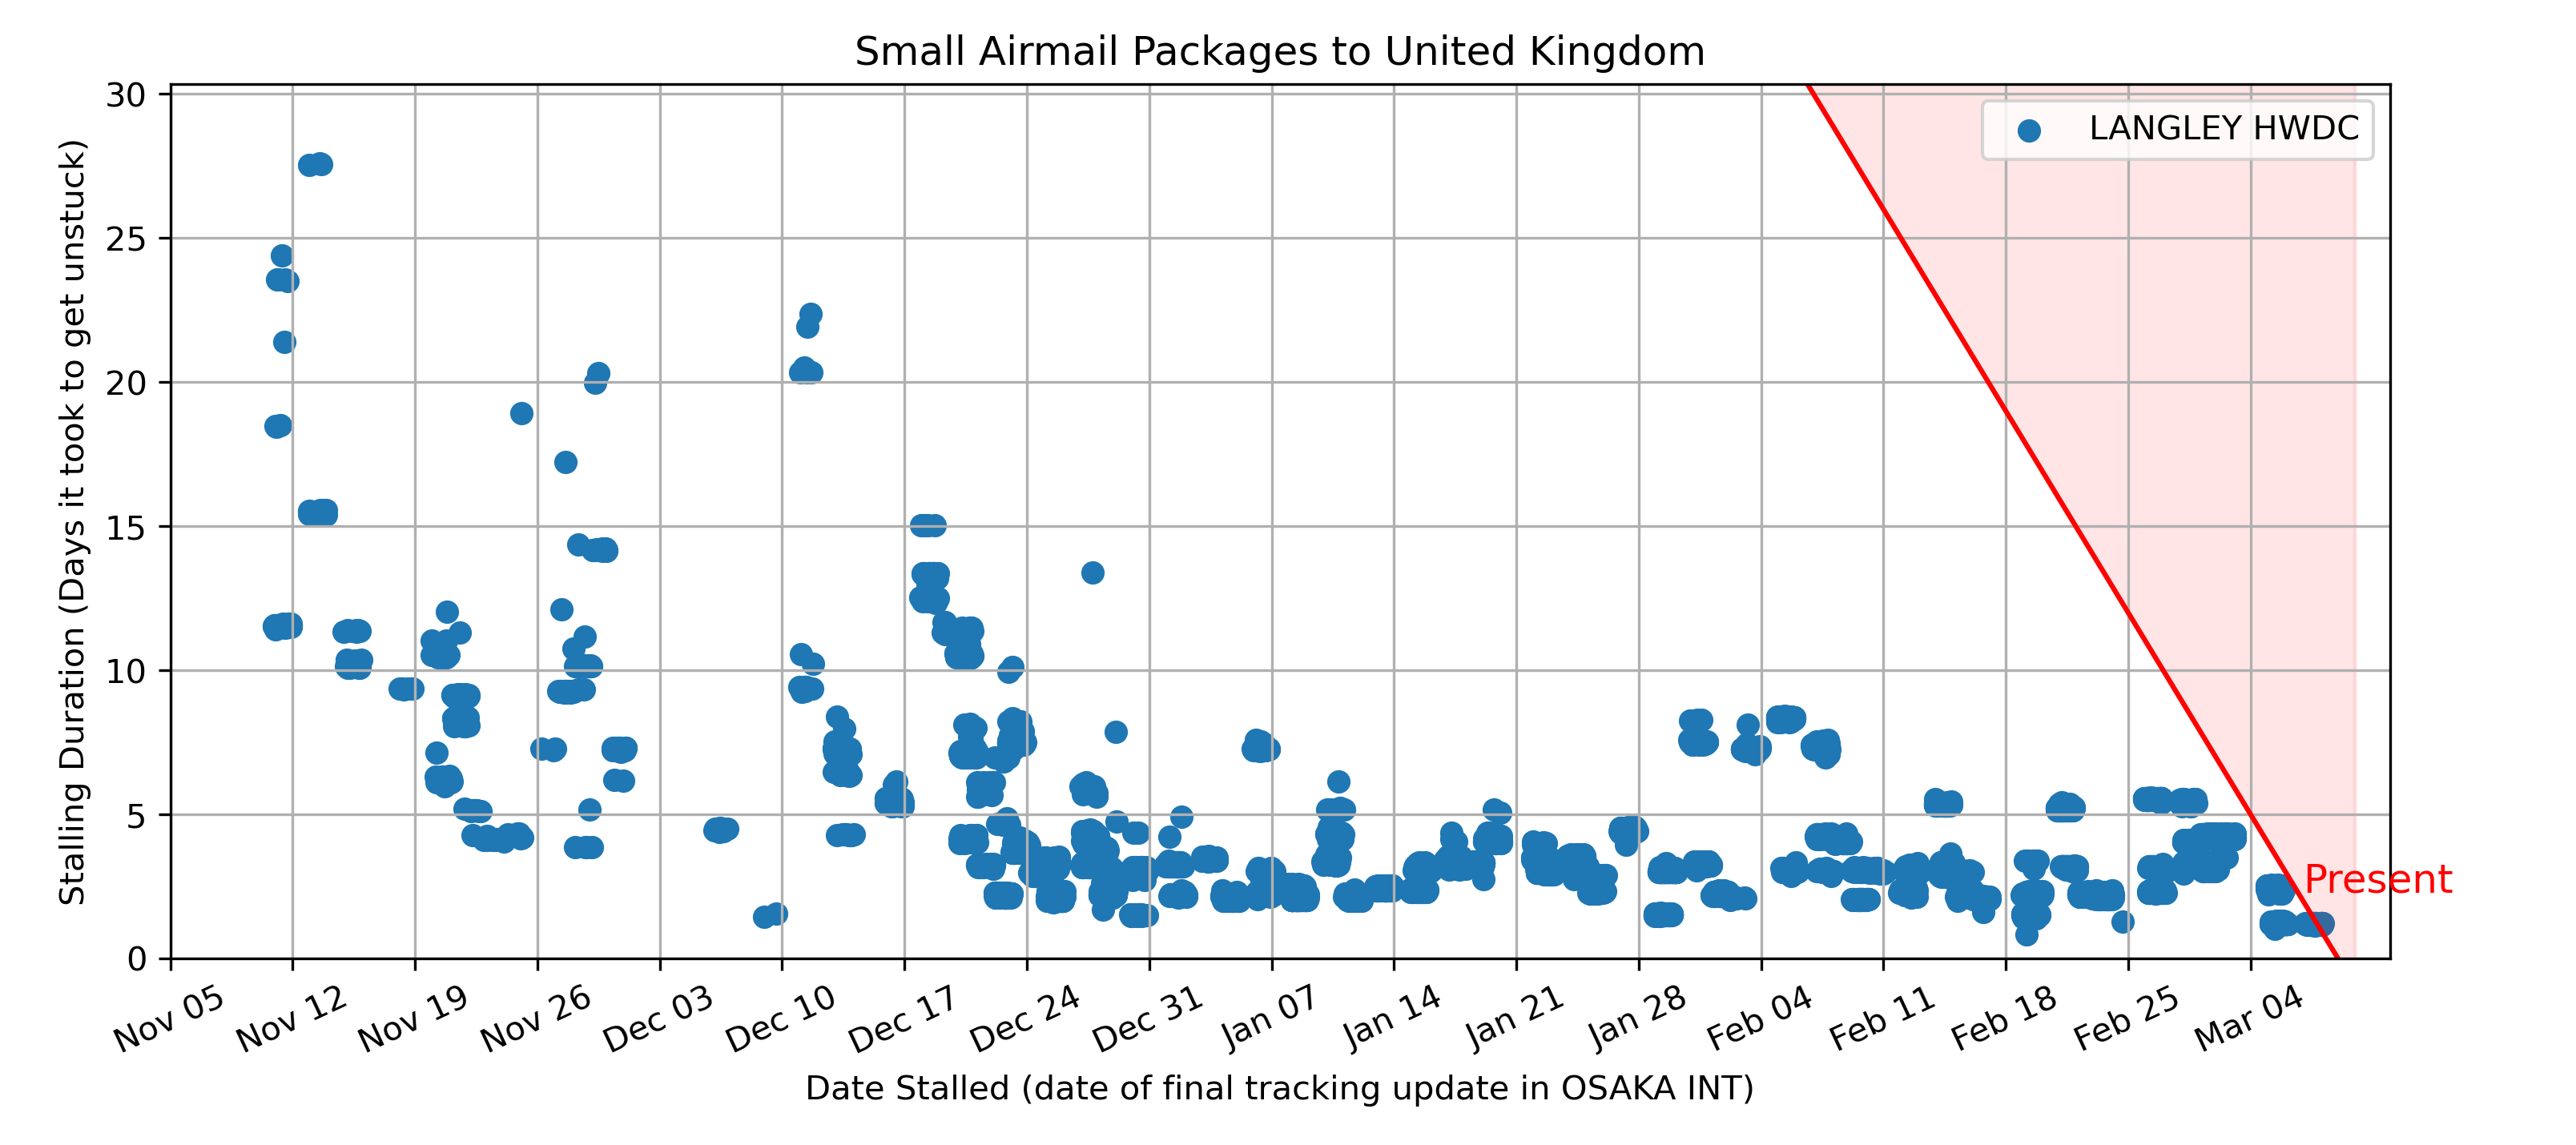 Small Airmail Packages to United Kingdom
30
25
20
15
10
5
0
Stalling Duration (Days it took to get unstuck)
LANGLEY HWDC
Present
Nov 05
Nov 12
Nov 19
Nov 26
Dec 03
Dec 10
Dec 17
Dec 24
Dec 31
Jan 07
Jan 14
Jan 21
Jan 28
Feb 04
Feb 11
Feb 18
Feb 25
Mar 04
Date Stalled (date of final tracking update in OSAKA INT)